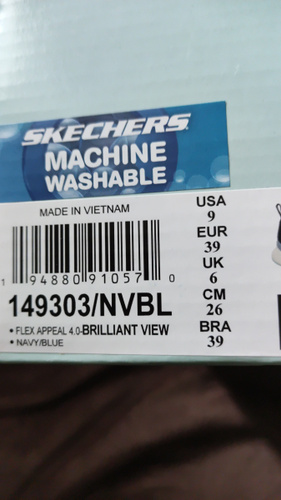 SKECHERS
MACHINE
WASHABLE
MADE IN VIETNAM
1 94880 91057 0
149303/NVBL
• FLEX APPEAL 4.0-BRILLIANT VIEW
• NAVY/BLUE
USA
9
EUR
39
UK
6
CM
26
BRA
39